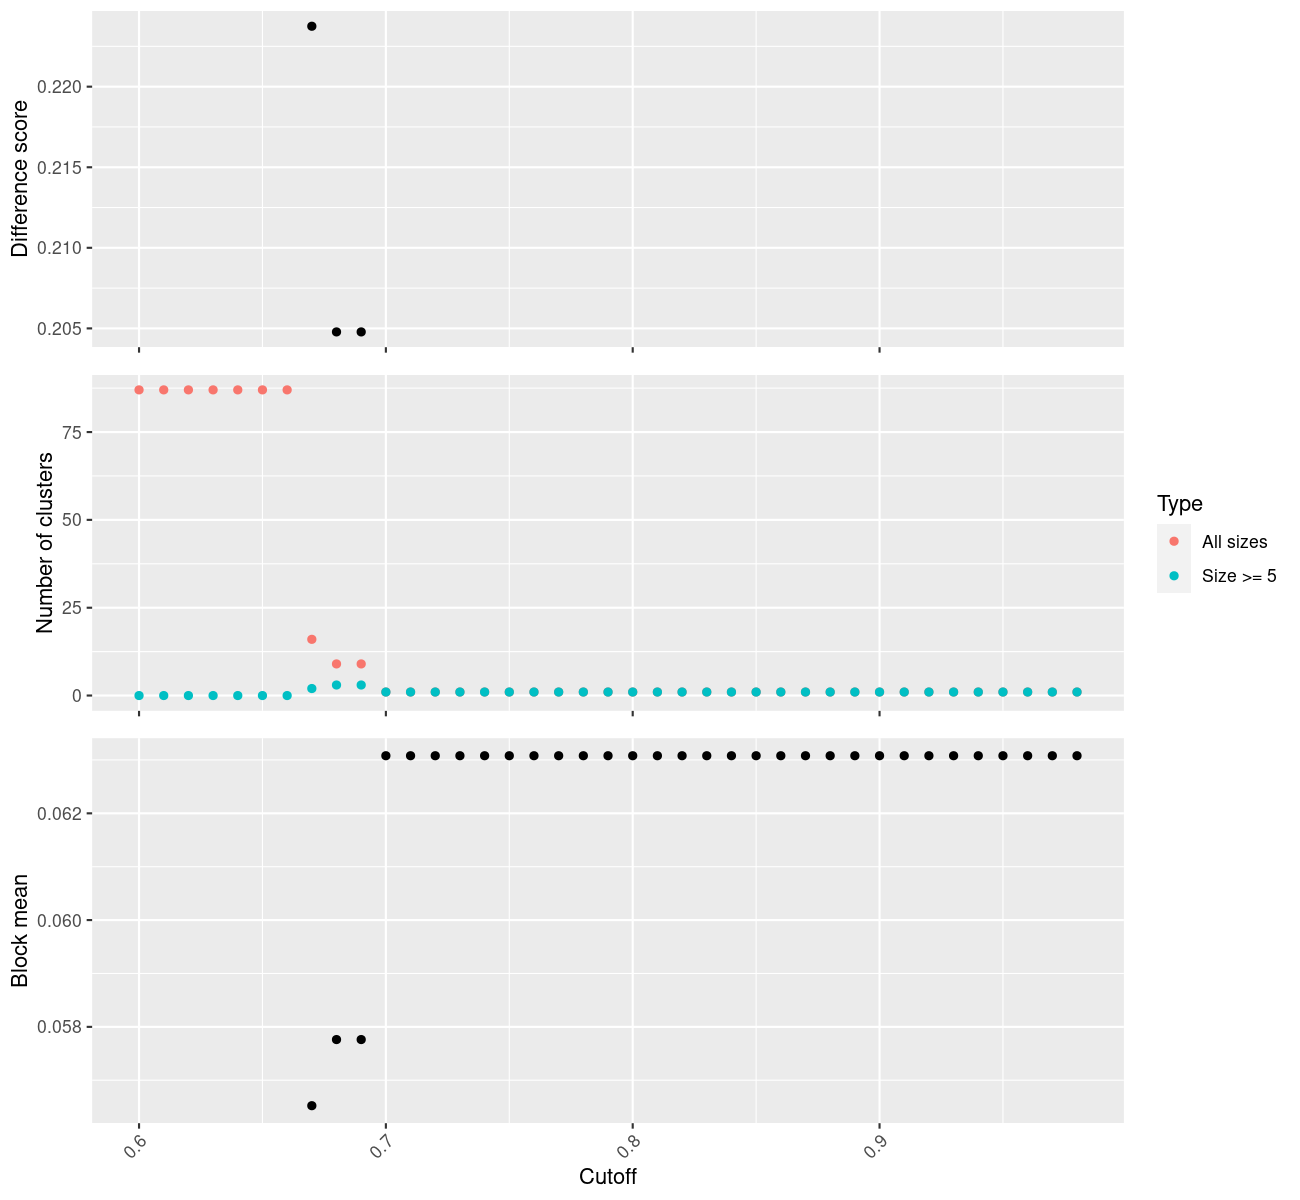 Difference score
0.220
0.215
0.210
0.205
Number of clusters
75
50
25
0
Type
All sizes
Size >= 5
Block mean
0.062
0.060
0.058
0.6
0.7
0.8
0.9
Cutoff